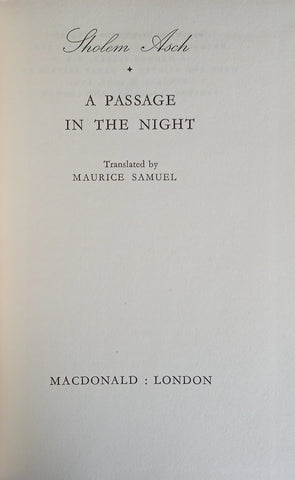 Sholem Asch
A PASSAGE
IN THE NIGHT
Translated by
MAURICE SAMUEL
MACDONALD : LONDON